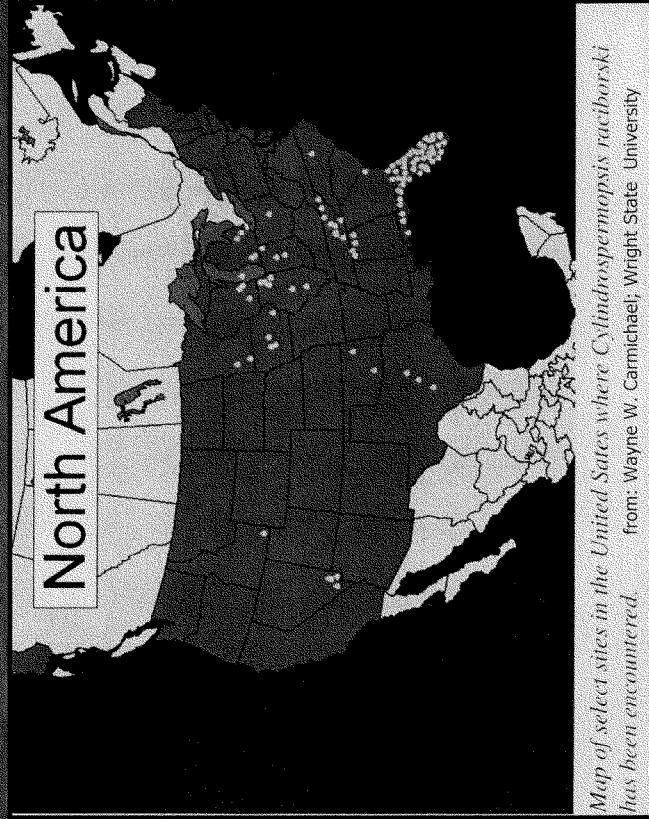 North America
Map of select sites in the United Sates where Cylindrospermopsis raciborski
has been encountered. from: Wayne W. Carmichael; Wright State University